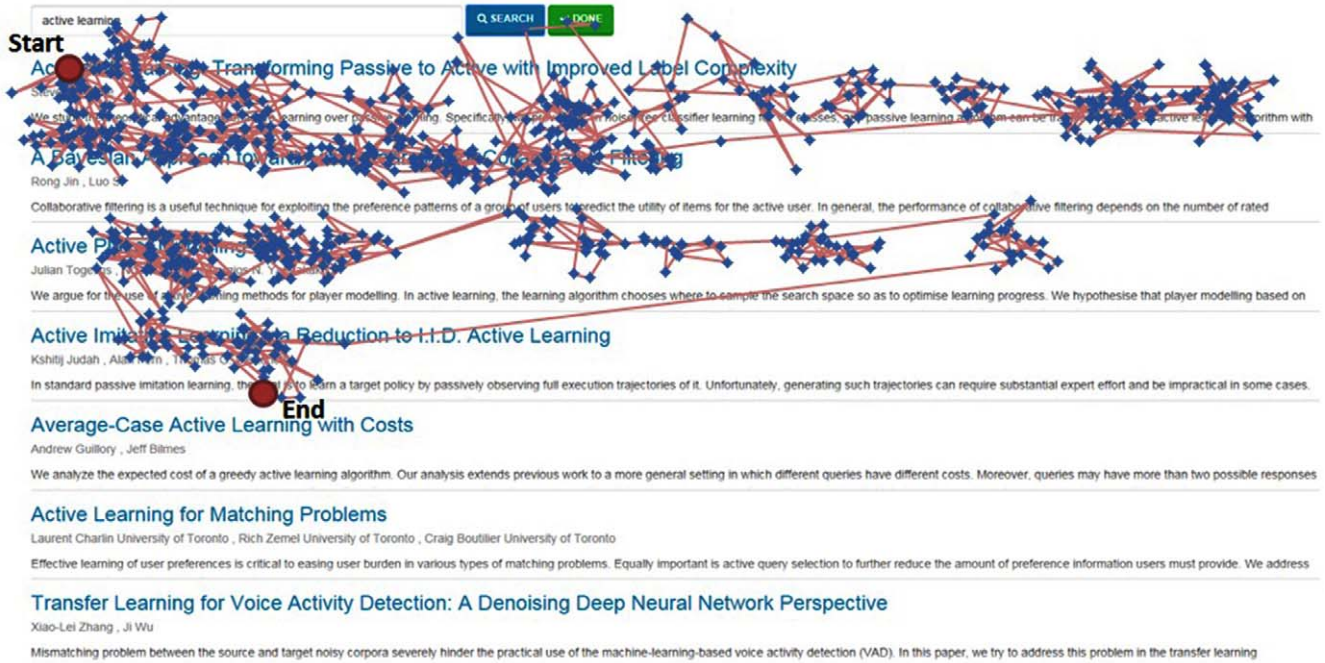 active learning
SEARCH
DONE
Start
Learning: Transforming Passive to Active with Improved Label Complexity
Steve
We study the theoretical advantages learning over passive learning. Specifically noise-free classifier learning for classes, any passive learning algorithm can be active learning algorithm with
A Bayesian Approach towards Collaborative Filtering
Rong Jin , Luo
Collaborative filtering is a useful technique for exploiting the preference patterns of a group of users to predict the utility of items for the active user. In general, the performance of collaborative filtering depends on the number of rated
Active
Julian N.
We argue for the use of active learning methods for player modelling. In active learning, the learning algorithm chooses where to sample the search space so as to optimise learning progress. We hypothesise that player modelling based on
Active Imitation Learning via Reduction to I.I.D. Active Learning
Kshitij Judah , Alan , Thomas
In standard passive imitation learning, the goal is to learn a target policy by passively observing full execution trajectories of it. Unfortunately, generating such trajectories can require substantial expert effort and be impractical in some cases.
End
Average-Case Active Learning with Costs
Andrew Guillory , Jeff Bilmes
We analyze the expected cost of a greedy active learning algorithm. Our analysis extends previous work to a more general setting in which different queries have different costs. Moreover, queries may have more than two possible responses
Active Learning for Matching Problems
Laurent Charlin University of Toronto , Rich Zemel University of Toronto , Craig Boutilier University of Toronto
Effective learning of user preferences is critical to easing user burden in various types of matching problems. Equally important is active query selection to further reduce the amount of preference information users must provide. We address
Transfer Learning for Voice Activity Detection: A Denoising Deep Neural Network Perspective
Xiao-Lei Zhang , Ji Wu
Mismatching problem between the source and target noisy corpora severely hinder the practical use of the machine-learning-based voice activity detection (VAD). In this paper, we try to address this problem in the transfer learning